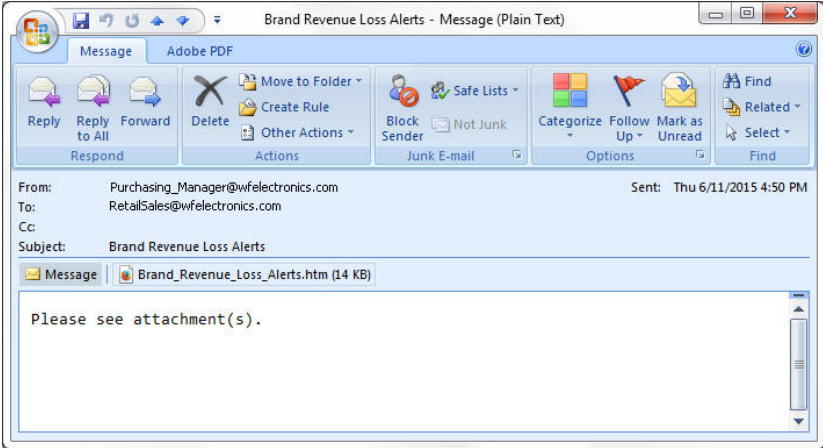 Brand Revenue Loss Alerts - Message (Plain Text)
Message Adobe PDF
Reply
Reply to All
Forward
Respond
Delete
Move to Folder
Create Rule
Other Actions
Actions
Block Sender
Safe Lists
Not Junk
Junk E-mail
Categorize
Follow Up
Mark as Unread
Options
Find
Related
Select
Find
From: Purchasing_Manager@wfelectronics.com Sent: Thu 6/11/2015 4:50 PM
To: RetailSales@wfelectronics.com
Cc:
Subject: Brand Revenue Loss Alerts
Message Brand_Revenue_Loss_Alerts.htm (14 KB)
Please see attachment(s).